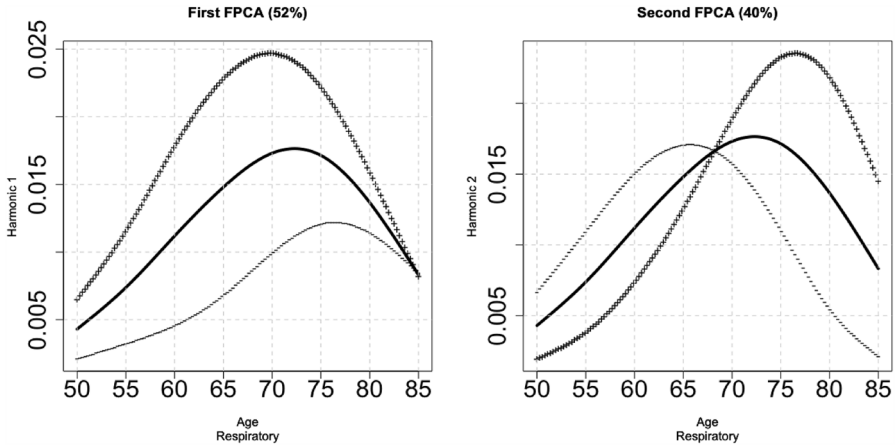 First FPCA (52%)
Harmonic 1
0.005 0.015 0.025
50 55 60 65 70 75 80 85
Age
Respiratory
Second FPCA (40%)
Harmonic 2
0.005 0.015
50 55 60 65 70 75 80 85
Age
Respiratory